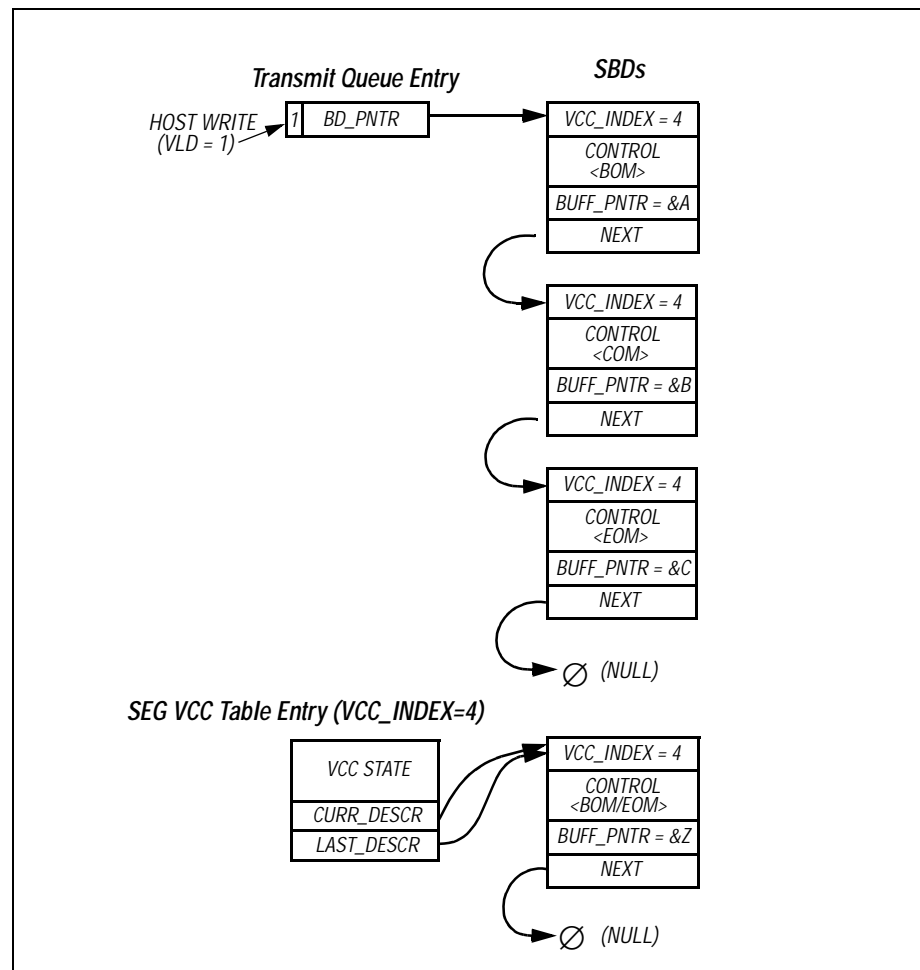 Transmit Queue Entry
SBDs
HOST WRITE
(VLD = 1)
1
BD_PNTR
VCC_INDEX = 4
CONTROL
<BOM>
BUFF_PNTR = &A
NEXT
VCC_INDEX = 4
CONTROL
<COM>
BUFF_PNTR = &B
NEXT
VCC_INDEX = 4
CONTROL
<EOM>
BUFF_PNTR = &C
NEXT
∅ (NULL)
SEG VCC Table Entry (VCC_INDEX=4)
VCC STATE
CURR_DESCR
LAST_DESCR
VCC_INDEX = 4
CONTROL
<BOM/EOM>
BUFF_PNTR = &Z
NEXT
∅ (NULL)